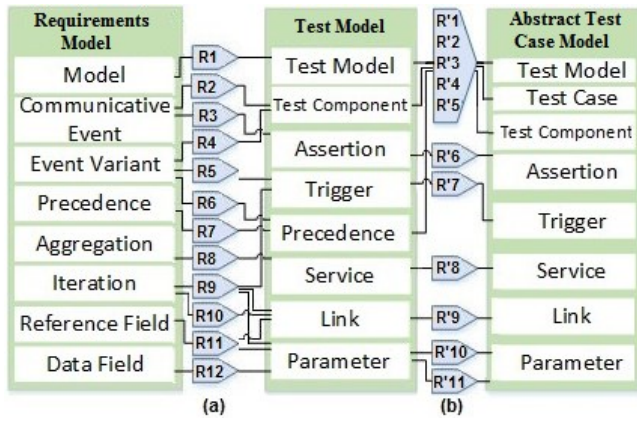 Requirements
Model
Model
Communicative
Event
Event Variant
Precedence
Aggregation
Iteration
Reference Field
Data Field
R1
R2
R3
R4
R5
R6
R7
R8
R9
R10
R11
R12
(a)
Test Model
Test Model
Test Component
Assertion
Trigger
Precedence
Service
Link
Parameter
R'1
R'2
R'3
R'4
R'5
R'6
R'7
R'8
R'9
R'10
R'11
(b)
Abstract Test
Case Model
Test Model
Test Case
Test Component
Assertion
Trigger
Service
Link
Parameter